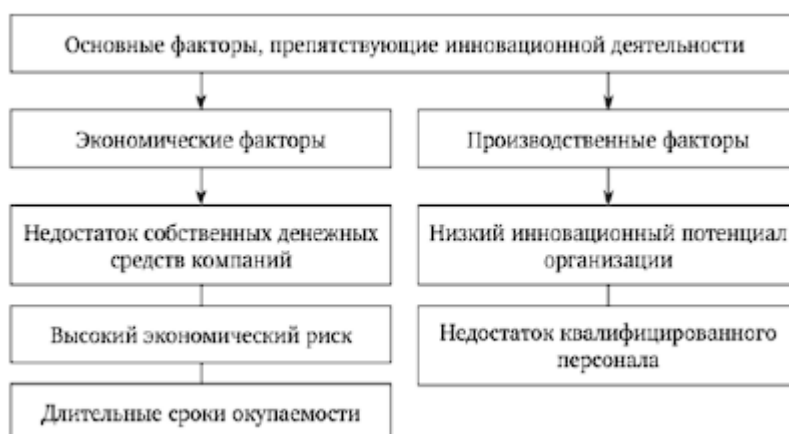 Основные факторы, препятствующие инновационной деятельности
Экономические факторы
Производственные факторы
Недостаток собственных денежных
средств компаний
Низкий инновационный потенциал
организации
Высокий экономический риск
Недостаток квалифицированного
персонала
Длительные сроки окупаемости